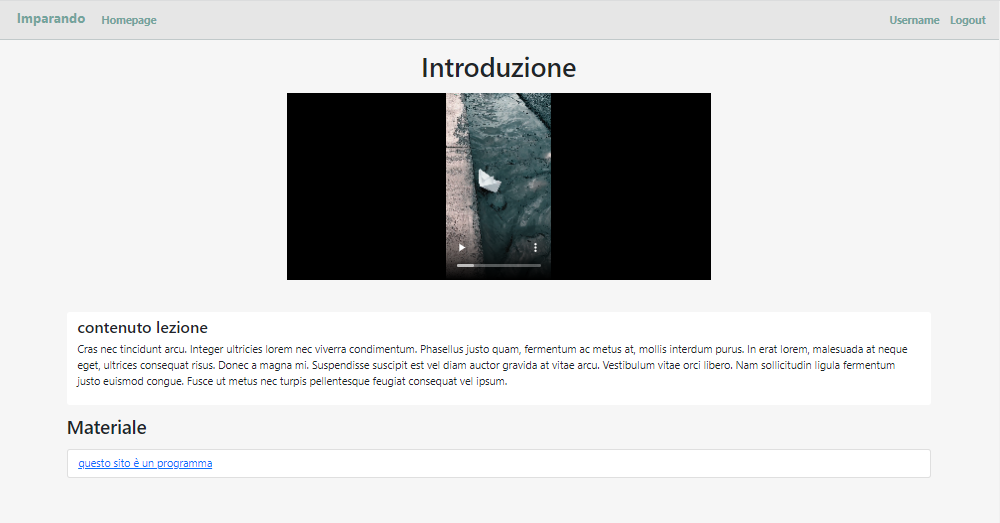 Imparando Homepage Username Logout
Introduzione
contenuto lezione
Cras nec tincidunt arcu. Integer ultricies lorem nec viverra condimentum. Phasellus justo quam, fermentum ac metus at, mollis interdum purus. In erat lorem, malesuada at neque
eget, ultrices consequat risus. Donec a magna mi. Suspendisse suscipit est vel diam auctor gravida at vitae arcu. Vestibulum vitae orci libero. Nam sollicitudin ligula fermentum
justo euismod congue. Fusce ut metus nec turpis pellentesque feugiat consequat vel ipsum.
Materiale
questo sito è un programma